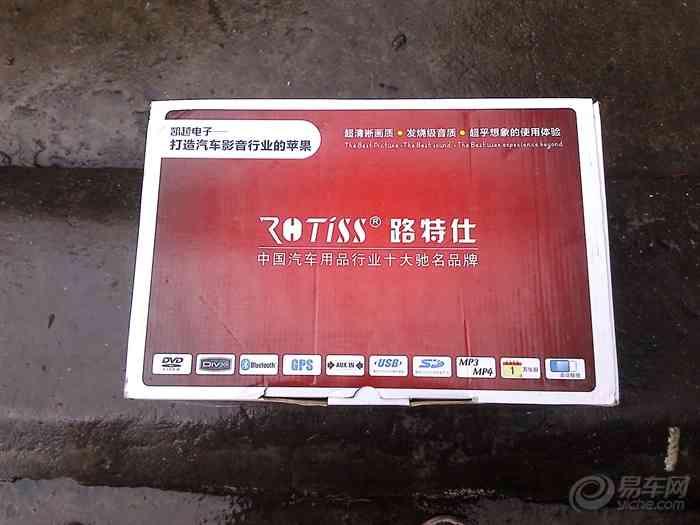 凯越电子——
打造汽车影音行业的苹果
超清晰画质 • 发烧级音质 • 超乎想象的使用体验
The Best Picture • The Best sound • The Best user experience beyond
ROTiSS® 路特仕
中国汽车用品行业十大驰名品牌
DVD
DivX
Bluetooth
GPS
AUX IN
USB
SD
MP3
MP4
1
易车网
yiche.com